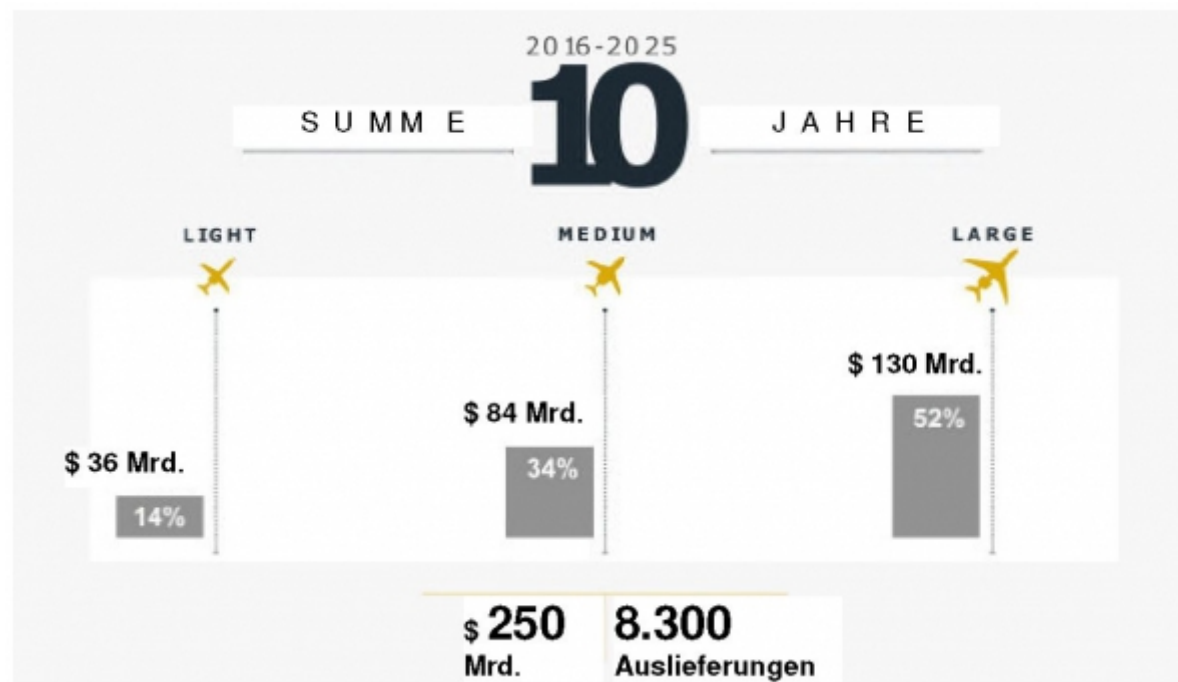 2016-2025
SUMME 10 JAHRE
LIGHT MEDIUM LARGE
$ 130 Mrd.
52%
$ 84 Mrd.
34%
$ 36 Mrd.
14%
$ 250 8.300
Mrd. Auslieferungen